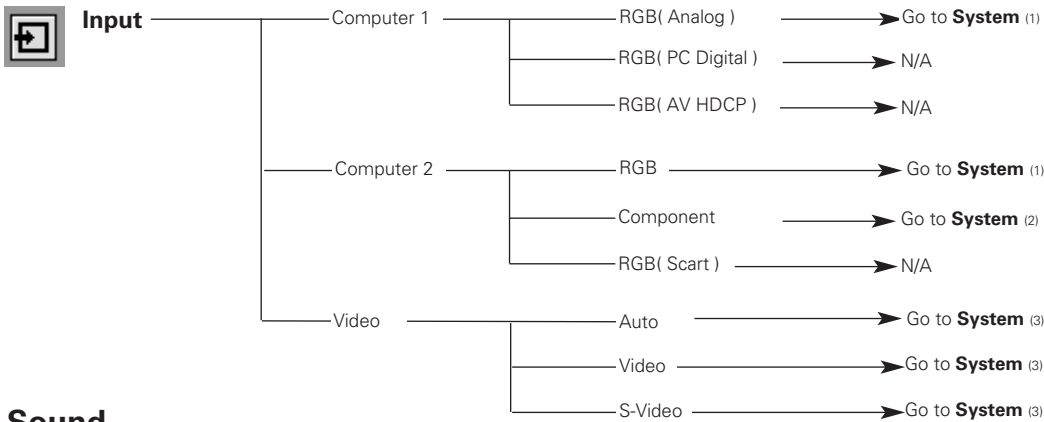 Input
Computer 1
RGB( Analog )
Go to System (1)
RGB( PC Digital )
N/A
RGB( AV HDCP )
N/A
Computer 2
RGB
Go to System (1)
Component
Go to System (2)
RGB( Scart )
N/A
Video
Auto
Go to System (3)
Video
Go to System (3)
S-Video
Go to System (3)
Sound